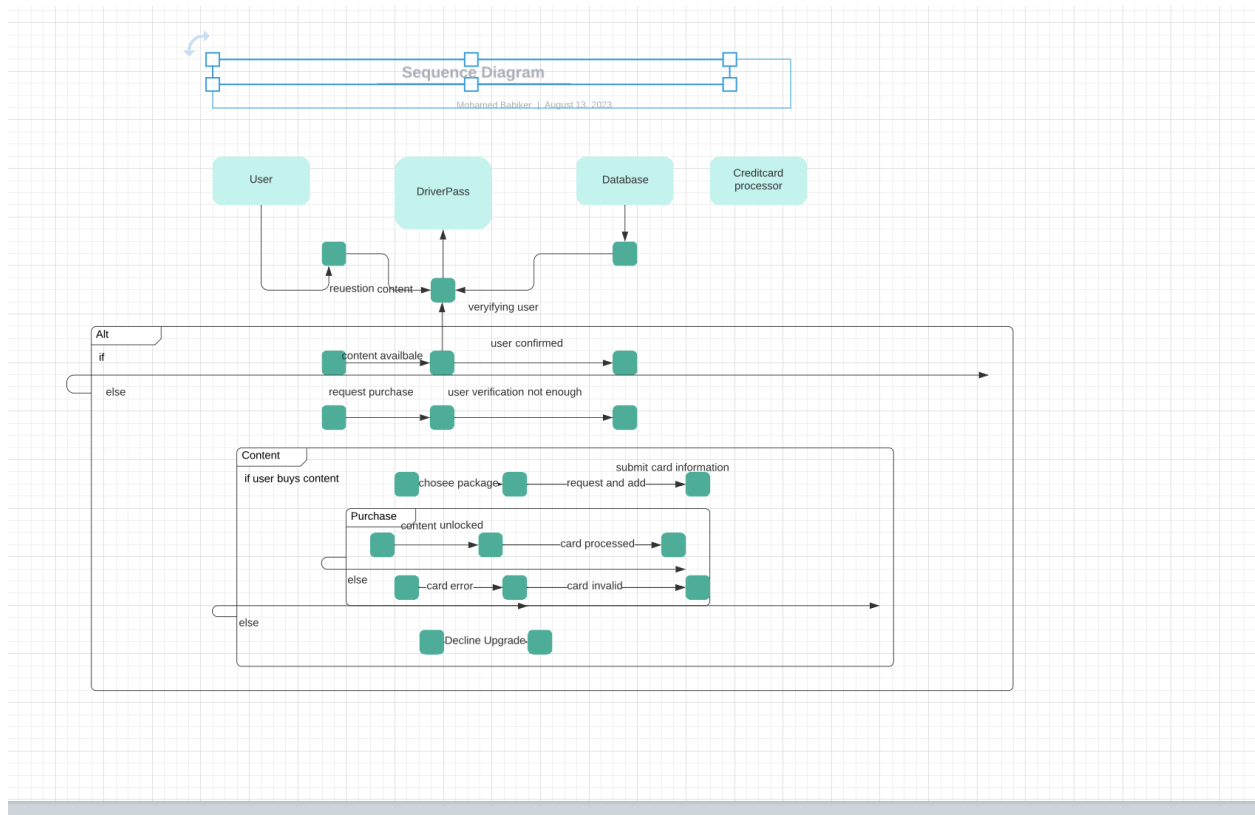 Sequence Diagram
Mohamed Babiker | August 13, 2023
User
DriverPass
Database
Creditcard
processor
reuestion content
veryifying user
Alt
if
content availbale
user confirmed
else
request purchase
user verification not enough
Content
if user buys content
submit card information
chosee package
request and add
Purchase
content unlocked
card processed
else
card error
card invalid
else
Decline Upgrade